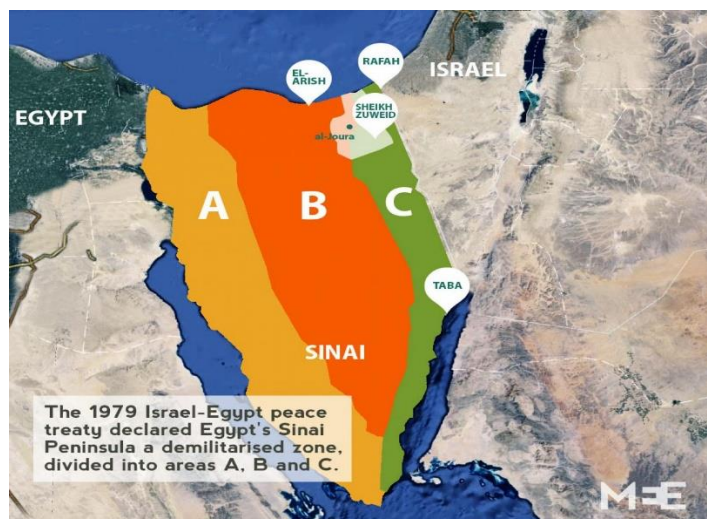 EGYPT
EL-
ARISH
RAFAH
ISRAEL
SHEIKH
ZUWEID
al-Joura
A
B
C
TABA
SINAI
The 1979 Israel-Egypt peace
treaty declared Egypt's Sinai
Peninsula a demilitarised zone,
divided into areas A, B and C.
MEE